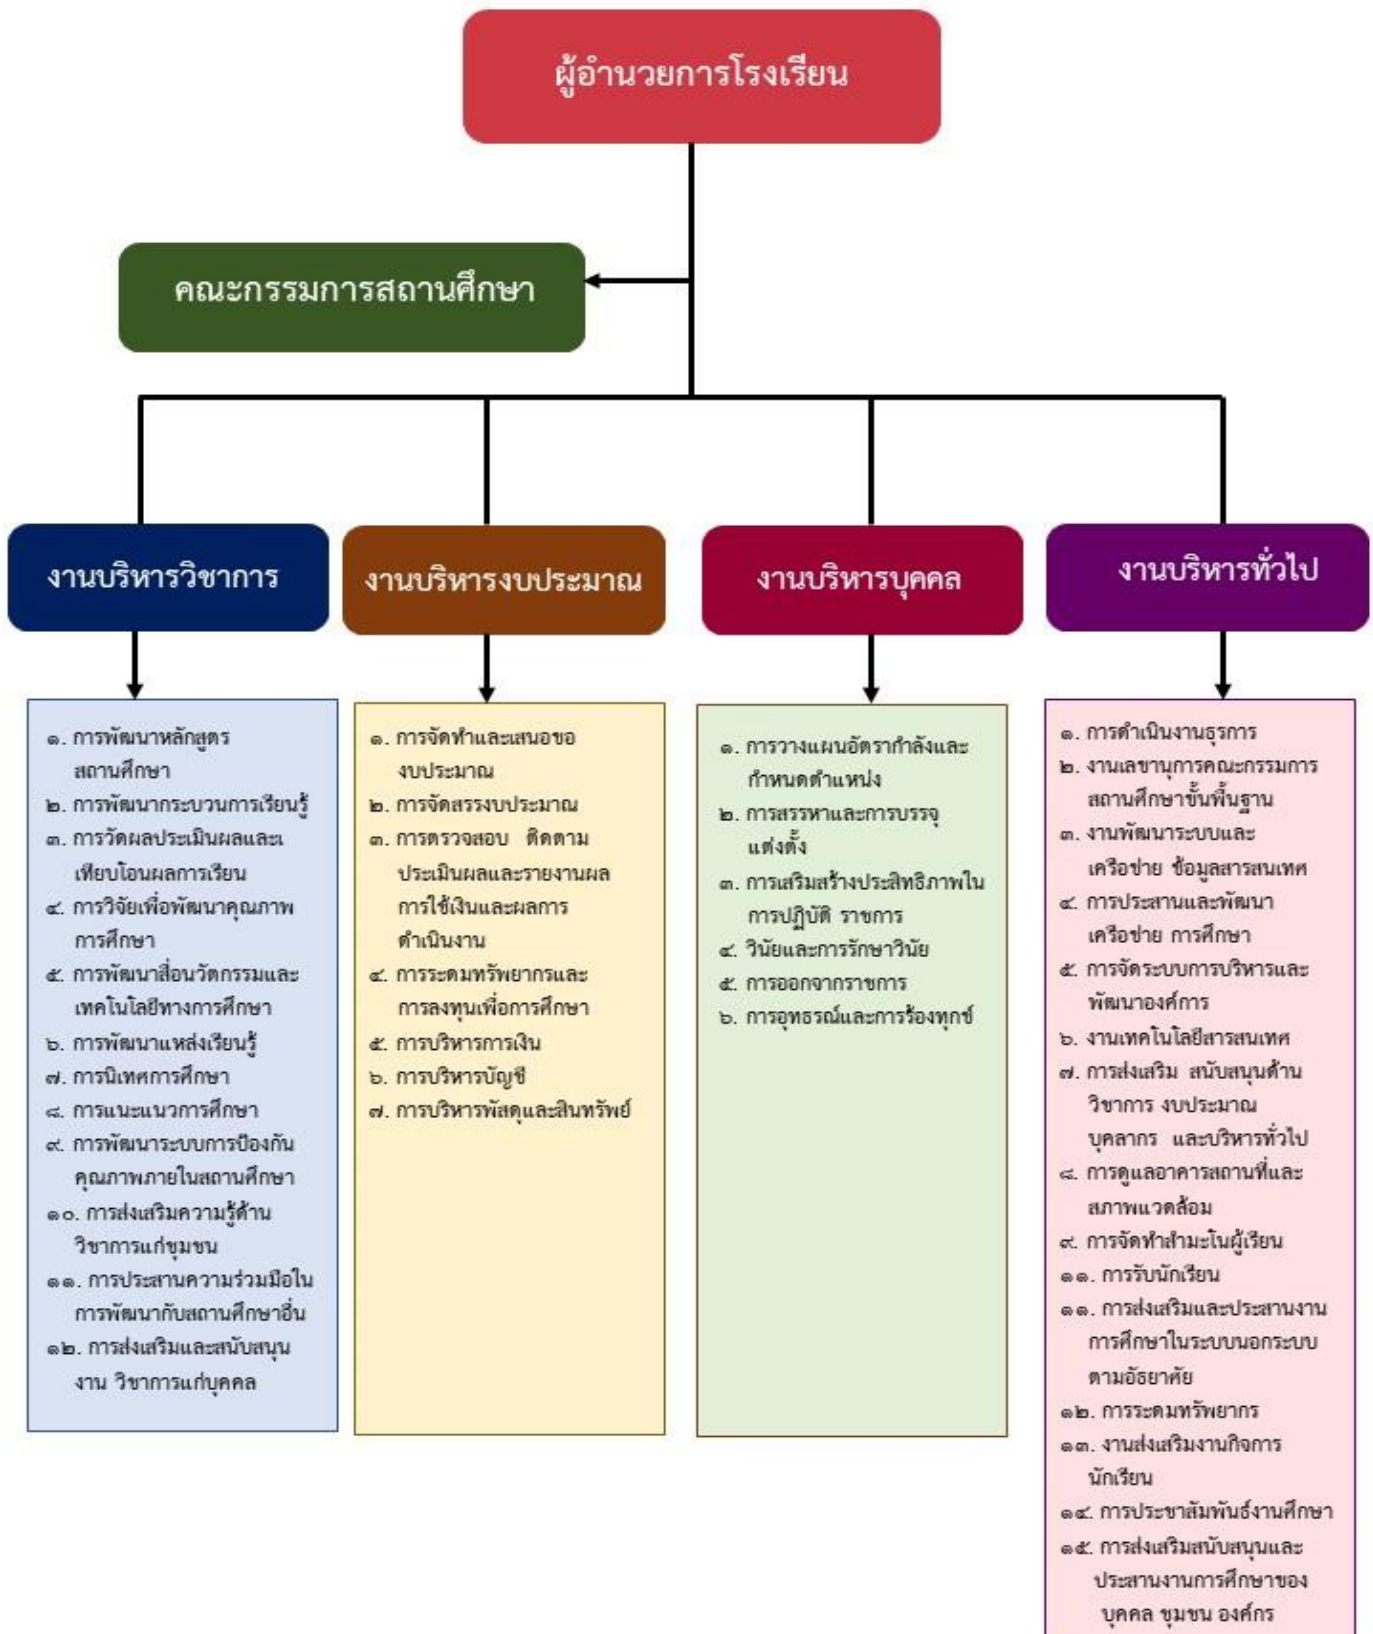 ผู้อำนวยการโรงเรียน
คณะกรรมการสถานศึกษา
งานบริหารวิชาการ
งานบริหารงบประมาณ
งานบริหารบุคคล
งานบริหารทั่วไป
๑. การพัฒนาหลักสูตร
สถานศึกษา
๒. การพัฒนากระบวนการเรียนรู้
๓. การวัดผลประเมินผลและเ
ทียบโอนผลการเรียน
๔. การวิจัยเพื่อพัฒนาคุณภาพ
การศึกษา
๕. การพัฒนาสื่อนวัตกรรมและ
เทคโนโลยีทางการศึกษา
๖. การพัฒนาแหล่งเรียนรู้
๗. การนิเทศการศึกษา
๘. การแนะแนวการศึกษา
๙. การพัฒนาระบบการป้องกัน
คุณภาพภายในสถานศึกษา
๑๐. การส่งเสริมความรู้ด้าน
วิชาการแก่ชุมชน
๑๑. การประสานความร่วมมือใน
การพัฒนากับสถานศึกษาอื่น
๑๒. การส่งเสริมและสนับสนุน
งาน วิชาการแก่บุคคล
๑. การจัดทำและเสนอขอ
งบประมาณ
๒. การจัดสรรงบประมาณ
๓. การตรวจสอบ ติดตาม
ประเมินผลและรายงานผล
การใช้เงินและผลการ
ดำเนินงาน
๔. การระดมทรัพยากรและ
การลงทุนเพื่อการศึกษา
๕. การบริหารการเงิน
๖. การบริหารบัญชี
๗. การบริหารพัสดุและสินทรัพย์
๑. การวางแผนอัตรากำลังและ
กำหนดตำแหน่ง
๒. การสรรหาและการบรรจุ
แต่งตั้ง
๓. การเสริมสร้างประสิทธิภาพใน
การปฏิบัติ ราชการ
๔. วินัยและการรักษาวินัย
๕. การออกจากราชการ
๖. การอุทธรณ์และการร้องทุกข์
๑. การดำเนินงานธุรการ
๒. งานเลขานุการคณะกรรมการ
สถานศึกษาขั้นพื้นฐาน
๓. งานพัฒนาระบบและ
เครือข่าย ข้อมูลสารสนเทศ
๔. การประสานและพัฒนา
เครือข่าย การศึกษา
๕. การจัดระบบการบริหารและ
พัฒนาองค์การ
๖. งานเทคโนโลยีสารสนเทศ
๗. การส่งเสริม สนับสนุนด้าน
วิชาการ งบประมาณ
บุคลากร และบริหารทั่วไป
๘. การดูแลอาคารสถานที่และ
สภาพแวดล้อม
๙. การจัดทำสำมะโนผู้เรียน
๑๑. การรับนักเรียน
๑๑. การส่งเสริมและประสานงาน
การศึกษาในระบบนอกระบบ
ตามอัธยาศัย
๑๒. การระดมทรัพยากร
๑๓. งานส่งเสริมงานกิจการ
นักเรียน
๑๔. การประชาสัมพันธ์งานศึกษา
๑๕. การส่งเสริมสนับสนุนและ
ประสานงานการศึกษาของ
บุคคล ชุมชน องค์กร